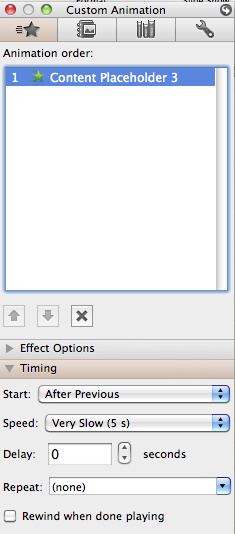 Custom Animation
Animation order:
1 Content Placeholder 3
Effect Options
Timing
Start: After Previous
Speed: Very Slow (5 s)
Delay: 0 seconds
Repeat: (none)
Rewind when done playing